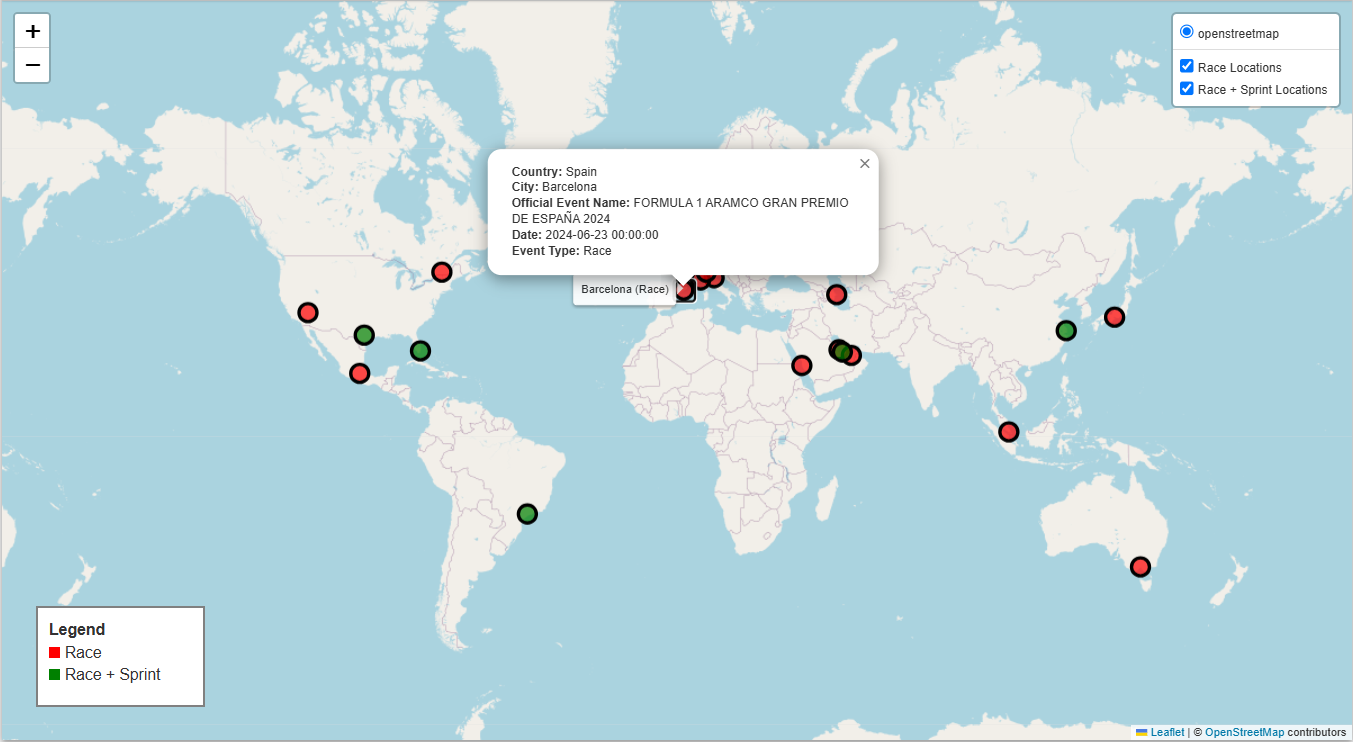 +
−
openstreetmap
Race Locations
Race + Sprint Locations
×
Country: Spain
City: Barcelona
Official Event Name: FORMULA 1 ARAMCO GRAN PREMIO
DE ESPAÑA 2024
Date: 2024-06-23 00:00:00
Event Type: Race
Barcelona (Race)
Legend
Race
Race + Sprint
Leaflet | © OpenStreetMap contributors